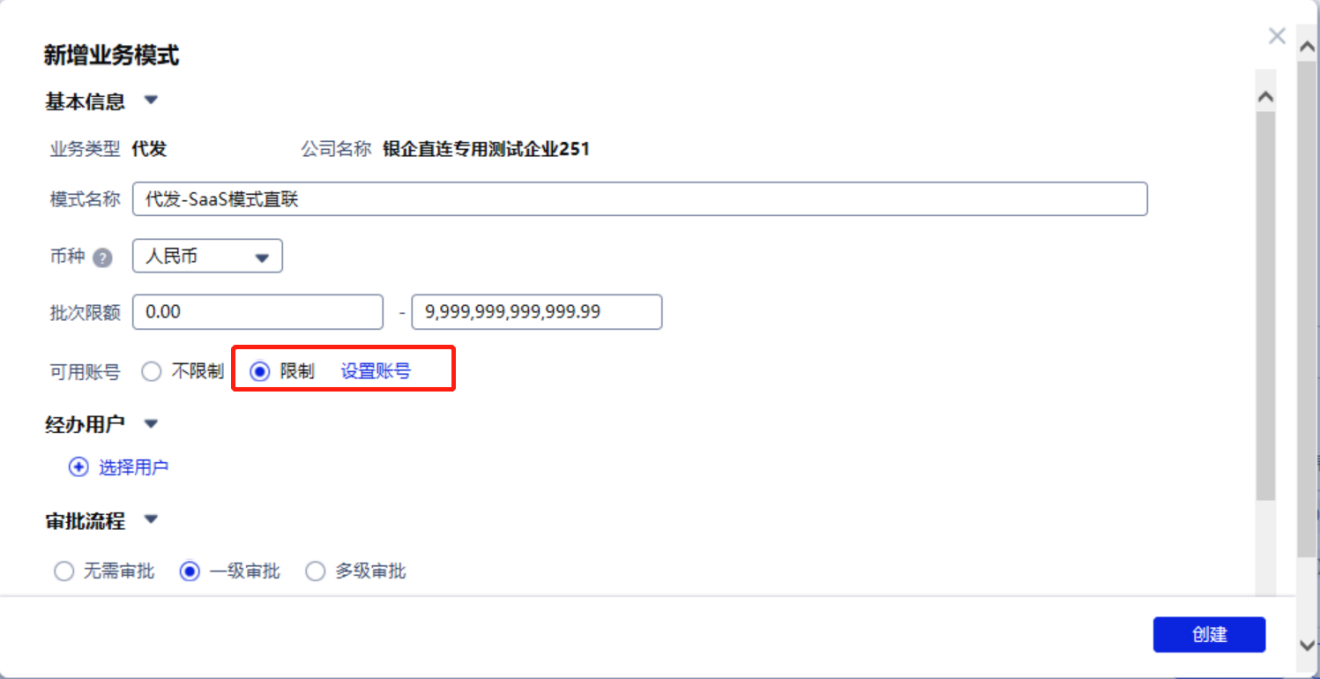 新增业务模式
基本信息
业务类型 代发 公司名称 银企直连专用测试企业251
模式名称 代发-SaaS模式直联
币种 ? 人民币
批次限额 0.00 - 9,999,999,999,999.99
可用账号 不限制 限制 设置账号
经办用户
选择用户
审批流程
无需审批 一级审批 多级审批
创建